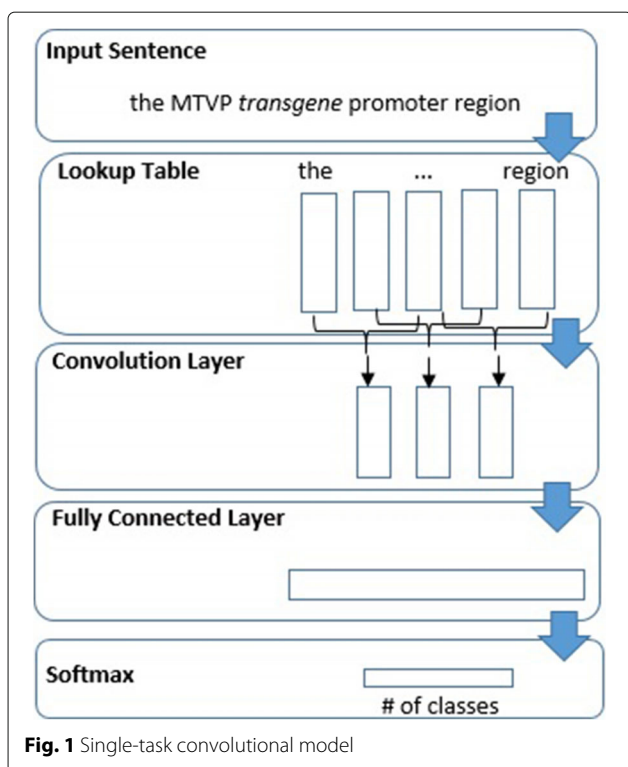 Input Sentence
the MTVP transgene promoter region
Lookup Table the ... region
Convolution Layer
Fully Connected Layer
Softmax
# of classes
Fig. 1 Single-task convolutional model